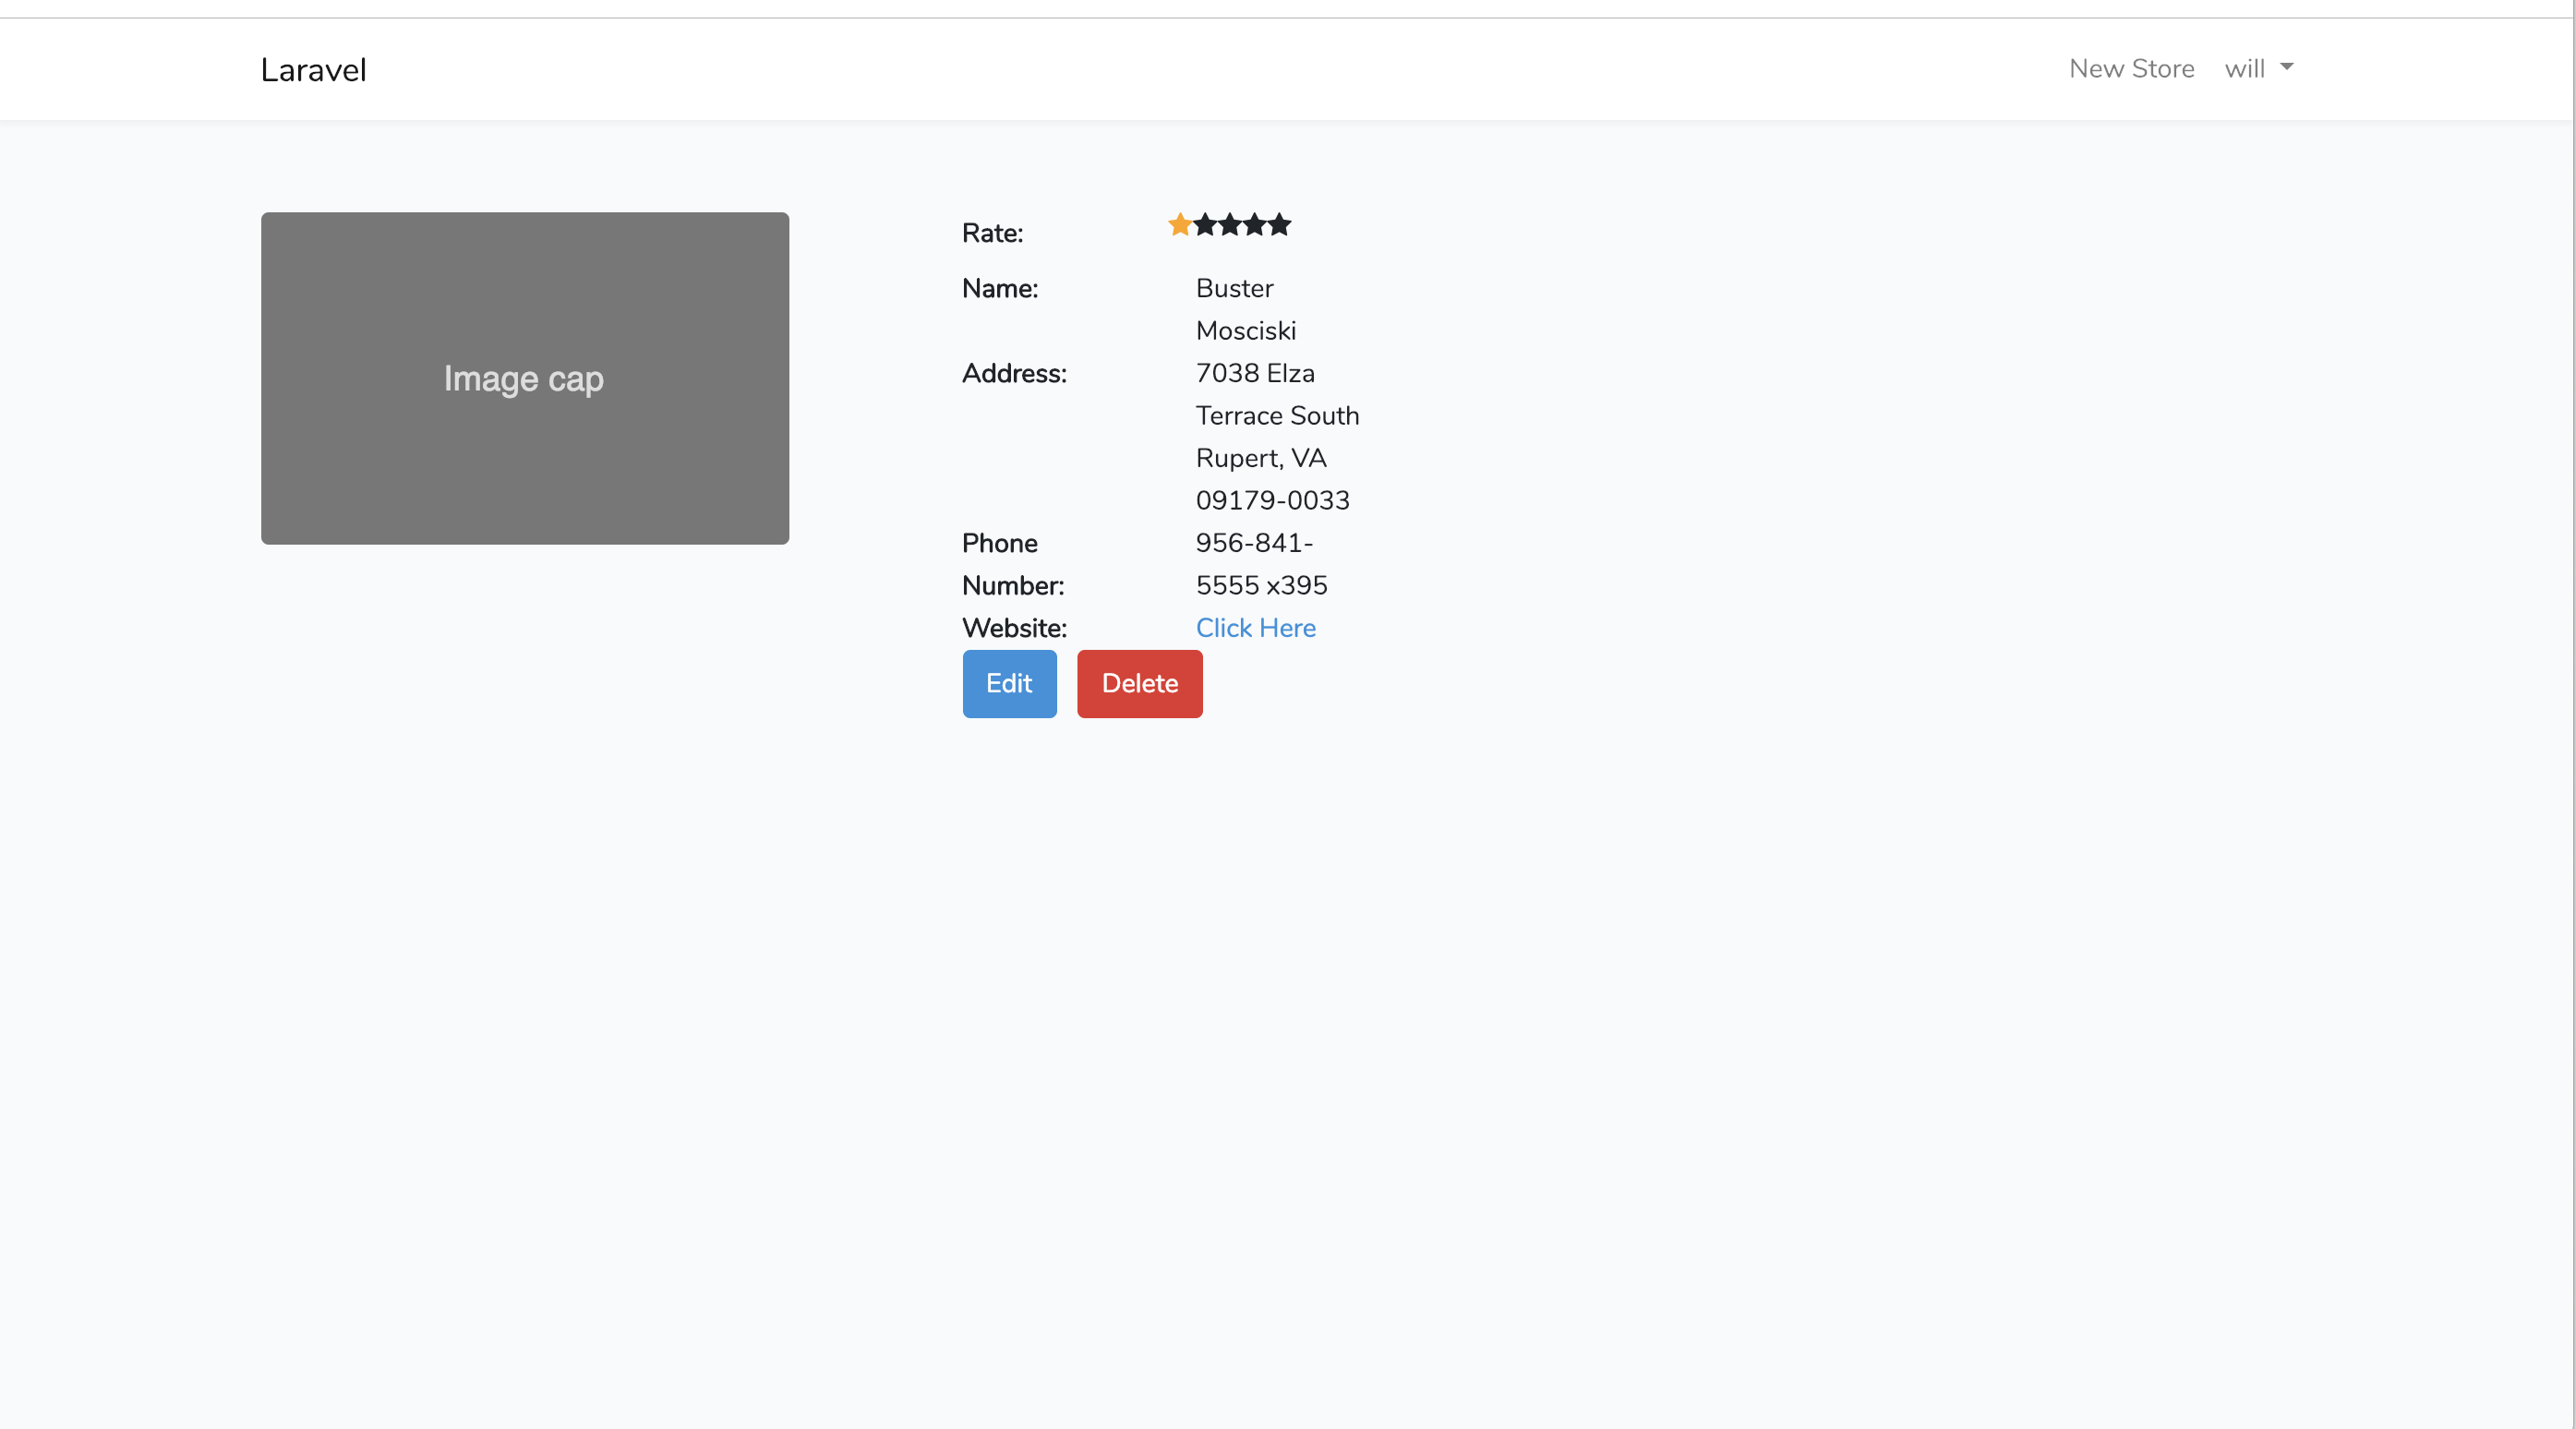 Laravel
New Store will
Image cap
Rate:
Name: Buster
Mosciski
Address: 7038 Elza
Terrace South
Rupert, VA
09179-0033
Phone 956-841-
Number: 5555 x395
Website: Click Here
Edit Delete